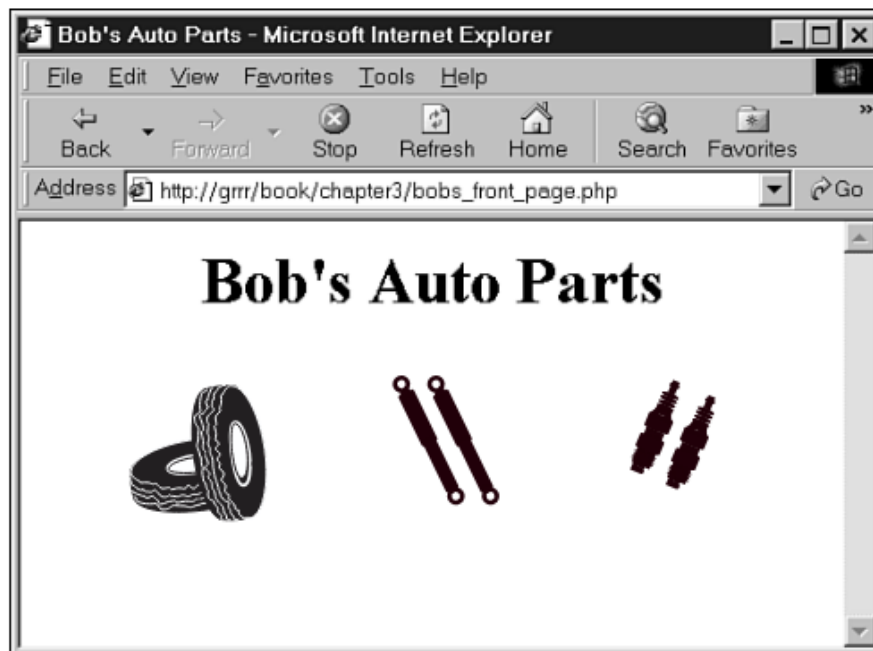 Bob's Auto Parts - Microsoft Internet Explorer
File Edit View Favorites Tools Help
Back Forward Stop Refresh Home Search Favorites »
Address http://grrr/book/chapter3/bobs_front_page.php Go
Bob's Auto Parts